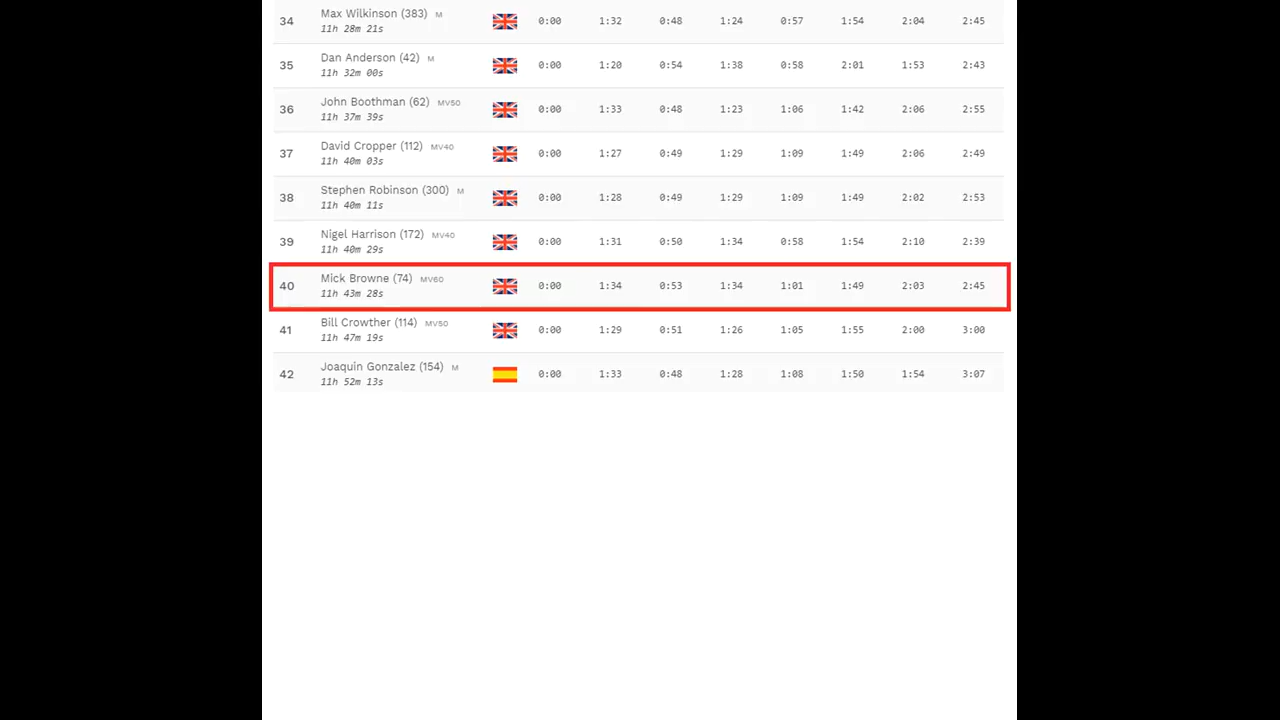 34 Max Wilkinson (383) M 0:00 1:32 0:48 1:24 0:57 1:54 2:04 2:45
11h 28m 21s
35 Dan Anderson (42) M 0:00 1:20 0:54 1:38 0:58 2:01 1:53 2:43
11h 32m 00s
36 John Boothman (62) MV50 0:00 1:33 0:48 1:23 1:06 1:42 2:06 2:55
11h 37m 39s
37 David Cropper (112) MV40 0:00 1:27 0:49 1:29 1:09 1:49 2:06 2:49
11h 40m 03s
38 Stephen Robinson (300) M 0:00 1:28 0:49 1:29 1:09 1:49 2:02 2:53
11h 40m 11s
39 Nigel Harrison (172) MV40 0:00 1:31 0:50 1:34 0:58 1:54 2:10 2:39
11h 40m 29s
40 Mick Browne (74) MV60 0:00 1:34 0:53 1:34 1:01 1:49 2:03 2:45
11h 43m 28s
41 Bill Crowther (114) MV50 0:00 1:29 0:51 1:26 1:05 1:55 2:00 3:00
11h 47m 19s
42 Joaquin Gonzalez (154) M 0:00 1:33 0:48 1:28 1:08 1:50 1:54 3:07
11h 52m 13s